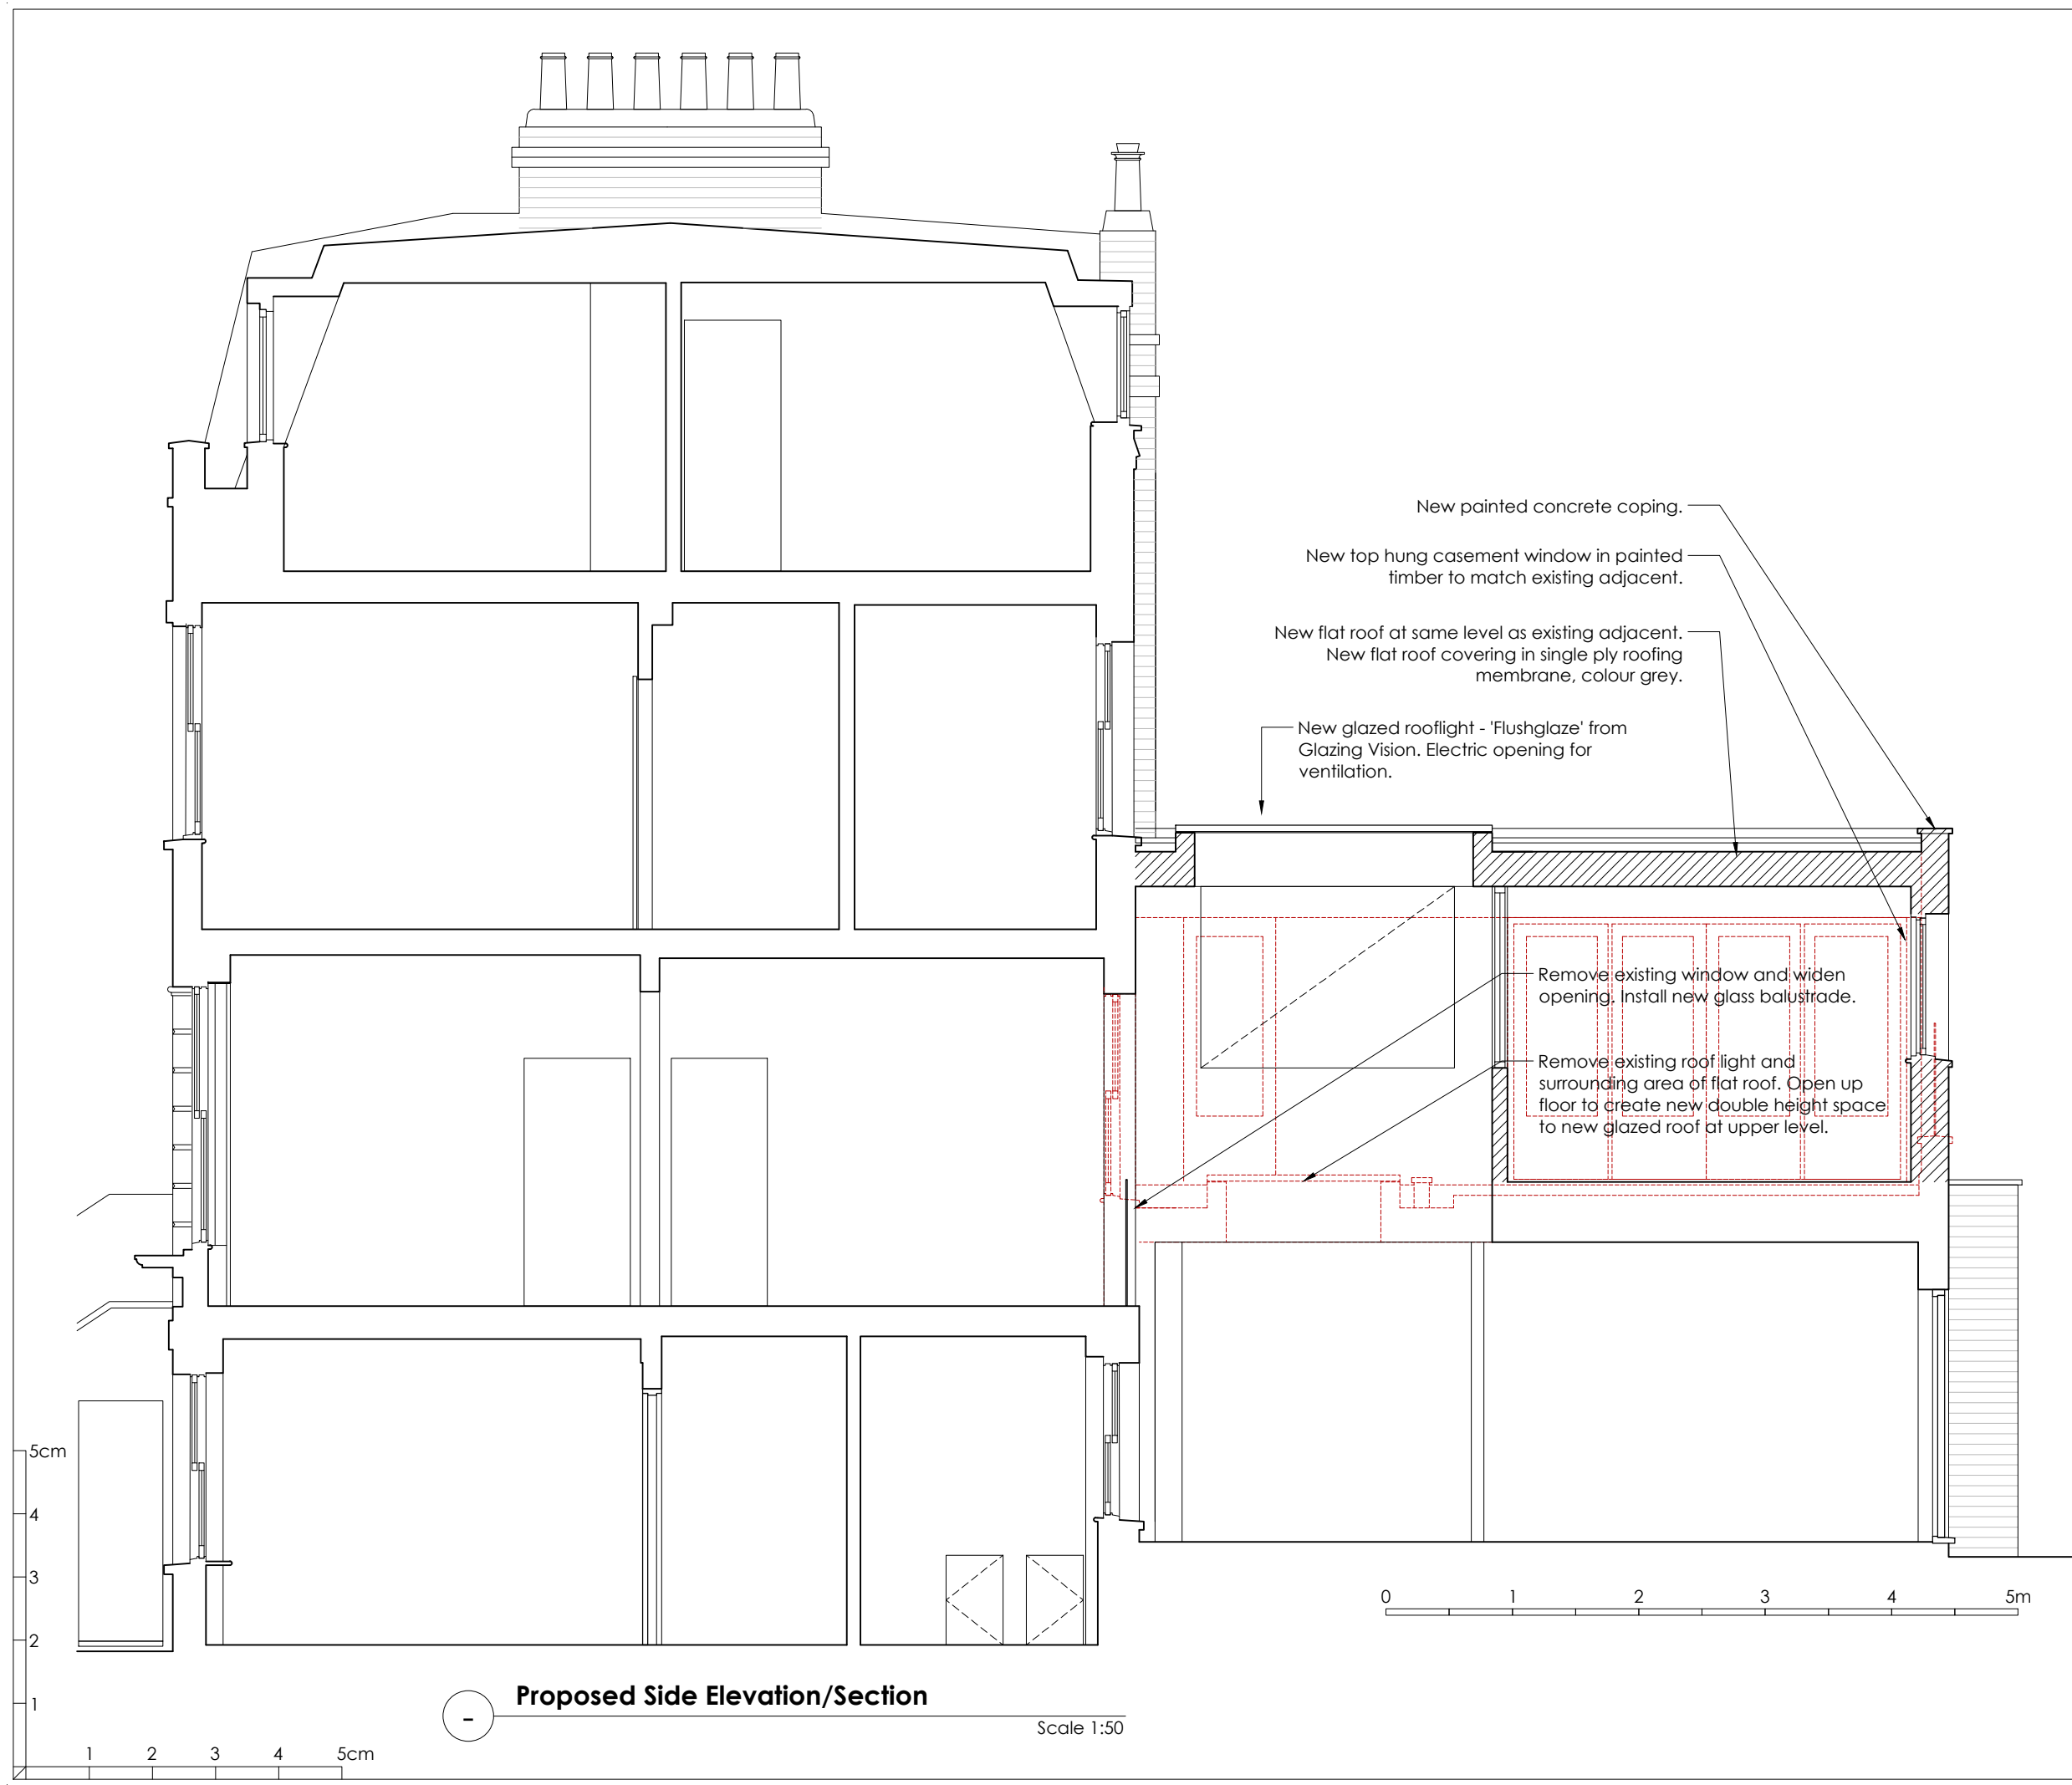 New painted concrete coping.
New top hung casement window in painted
timber to match existing adjacent.
New flat roof at same level as existing adjacent.
New flat roof covering in single ply roofing
membrane, colour grey.
New glazed rooflight - 'Flushglaze' from
Glazing Vision. Electric opening for
ventilation.
Remove existing window and widen
opening. Install new glass balustrade.
Remove existing roof light and
surrounding area of flat roof. Open up
floor to create new double height space
to new glazed roof at upper level.
5cm
4
3
2
1
0 1 2 3 4 5m
- Proposed Side Elevation/Section
Scale 1:50
1 2 3 4 5cm